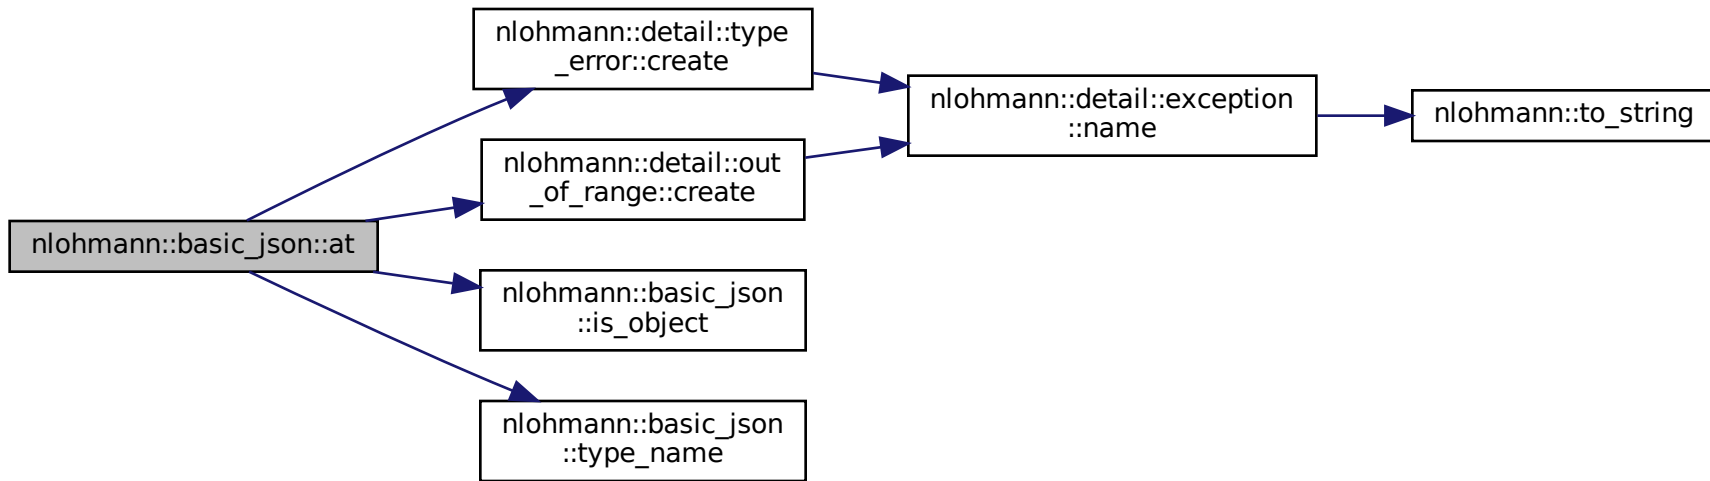 nlohmann::detail::type
_error::create
nlohmann::detail::exception
::name
nlohmann::to_string
nlohmann::detail::out
_of_range::create
nlohmann::basic_json::at
nlohmann::basic_json
::is_object
nlohmann::basic_json
::type_name